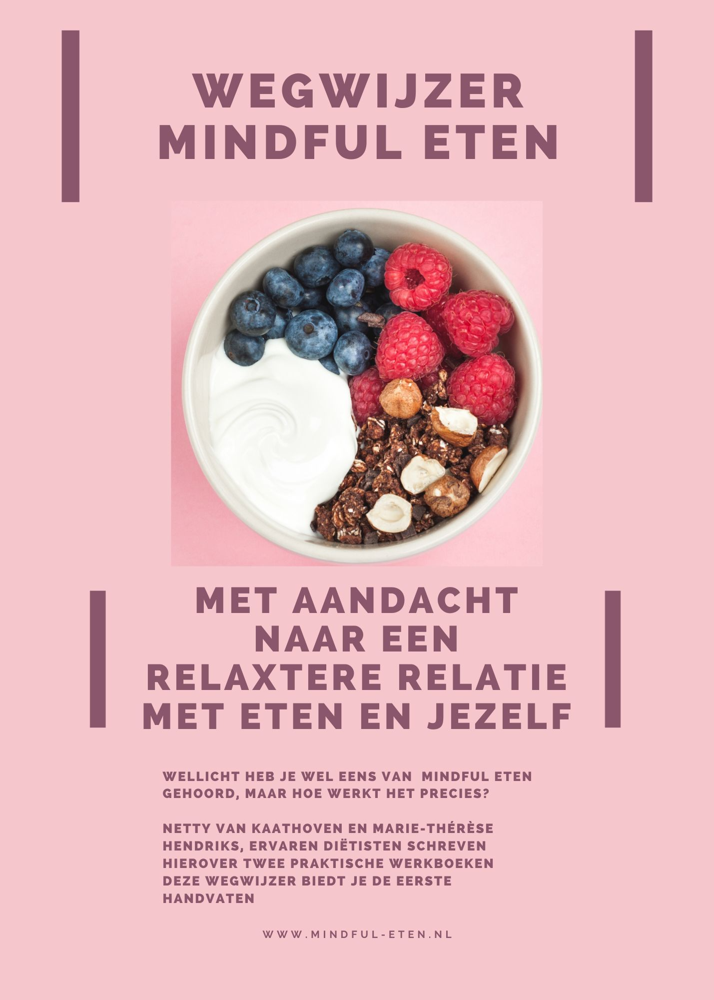 WEGWIJZER
MINDFUL ETEN
MET AANDACHT
NAAR EEN
RELAXTERE RELATIE
MET ETEN EN JEZELF
WELLICHT HEB JE WEL EENS VAN MINDFUL ETEN
GEHOORD, MAAR HOE WERKT HET PRECIES?
NETTY VAN KAATHOVEN EN MARIE-THÉRÈSE
HENDRIKS, ERVAREN DIËTISTEN SCHREVEN
HIEROVER TWEE PRAKTISCHE WERKBOEKEN
DEZE WEGWIJZER BIEDT JE DE EERSTE
HANDVATEN
WWW.MINDFUL-ETEN.NL